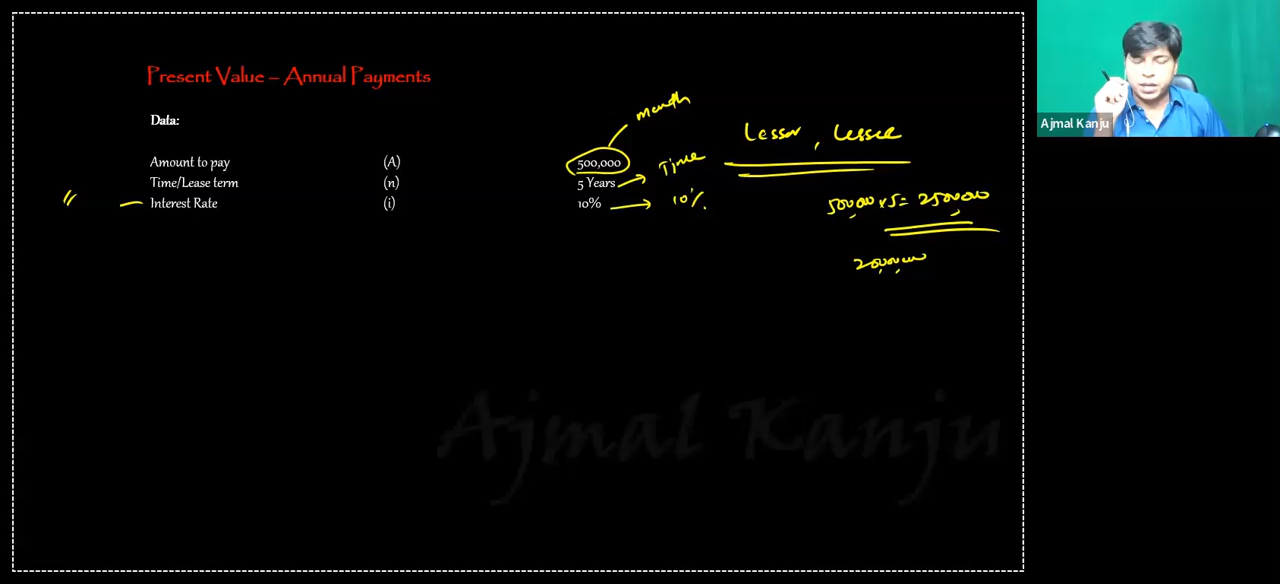 Present Value – Annual Payments
Data:
month
Lessor, Lessee
Amount to pay (A) 500,000
Time
Time/Lease term (n) 5 Years
Interest Rate (i) 10% 10%
500000 x 5 = 2500000
2000000
Ajmal Kanju
Ajmal Kanju